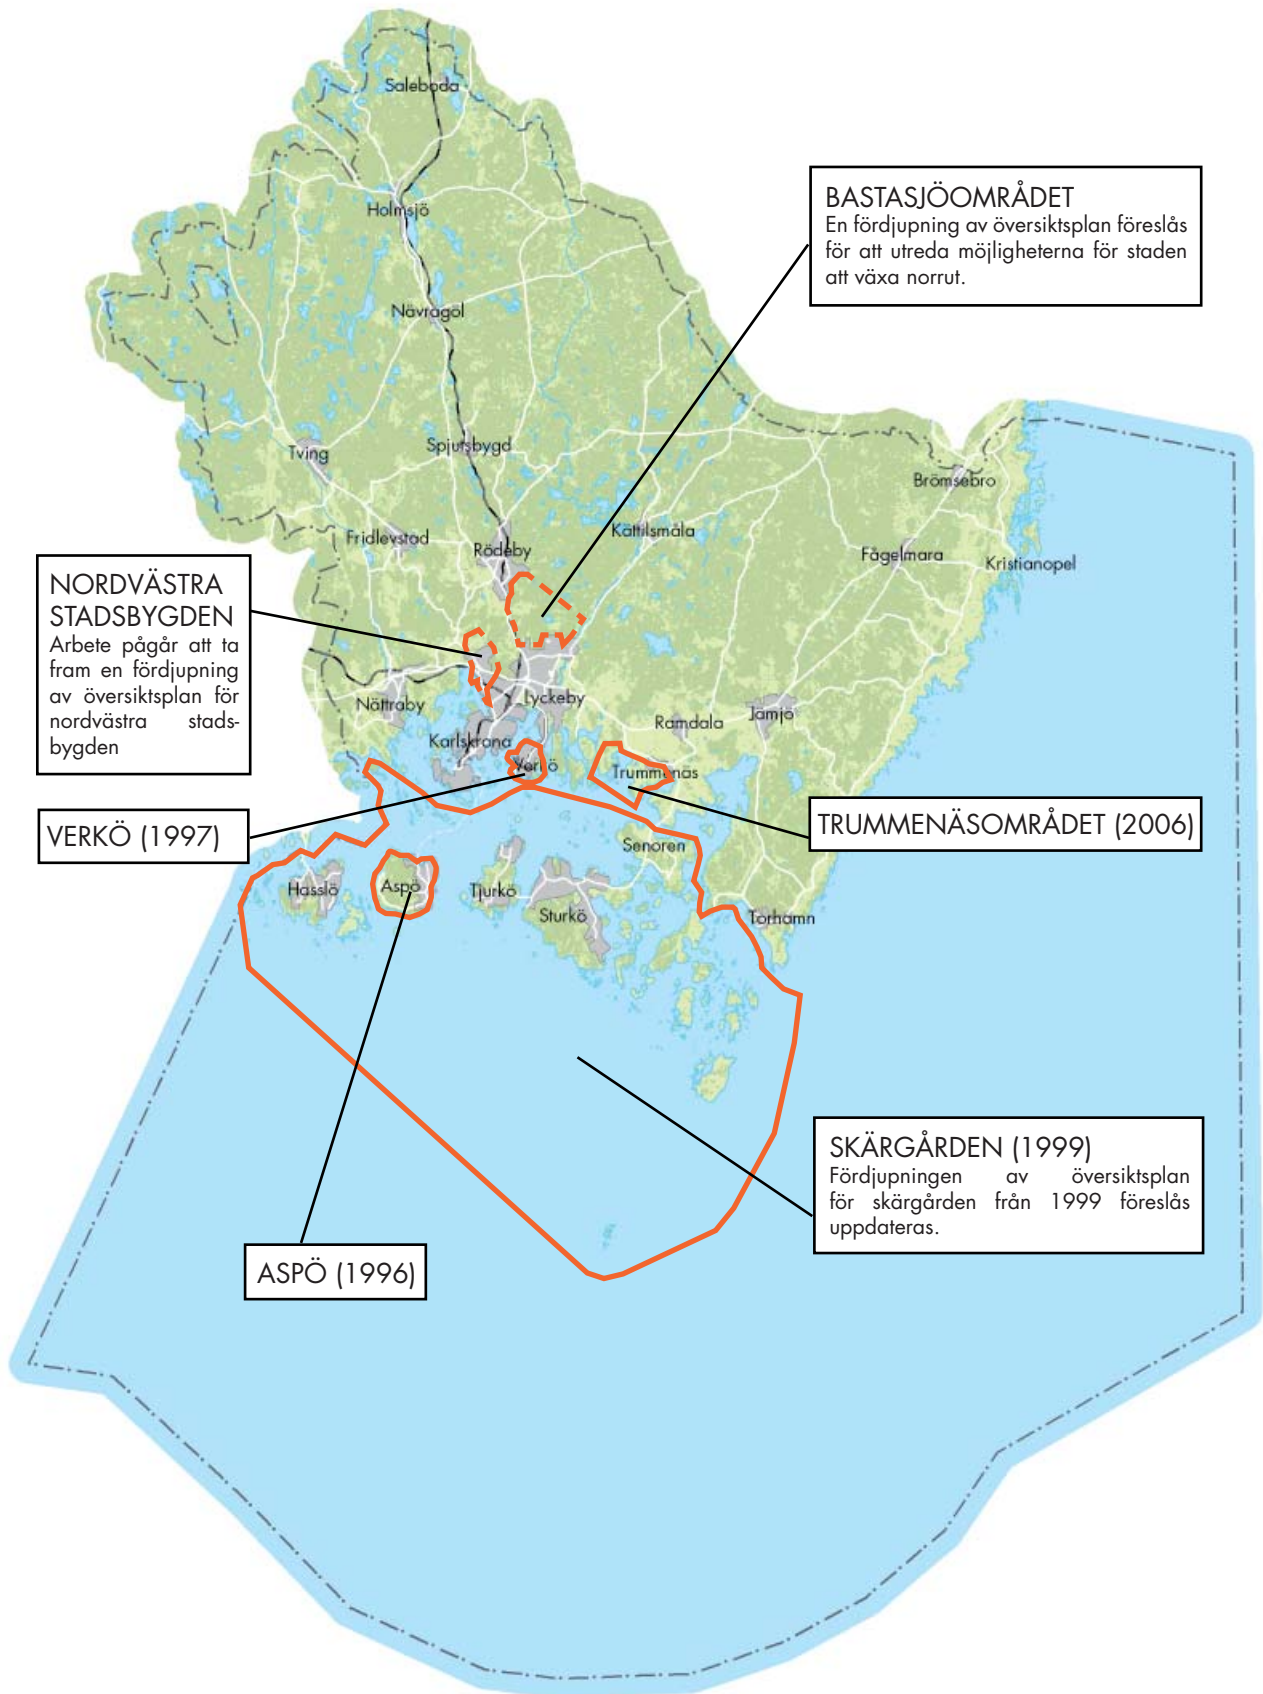 Saleboda
BASTASJÖOMRÅDET
En fördjupning av översiktsplan föreslås
för att utreda möjligheterna för staden
att växa norrut.
Holmsjö
Nävragöl
Tving
Spjutsbygd
Brömsebro
Fridlevstad
Rödeby
Kättilsmåla
Fågelmara
Kristianopel
NORDVÄSTRA
STADSBYGDEN
Arbete pågår att ta
fram en fördjupning
av översiktsplan för
nordvästra stads-
bygden
Nättraby
Lyckeby
Ramdala
Jämjö
Karlskrona
Verkö
Trummenäs
VERKÖ (1997)
TRUMMENÄSOMRÅDET (2006)
Senoren
Hasslö
Aspö
Tjurkö
Sturkö
Torhamn
SKÄRGÅRDEN (1999)
Fördjupningen av översiktsplan
för skärgården från 1999 föreslås
uppdateras.
ASPÖ (1996)